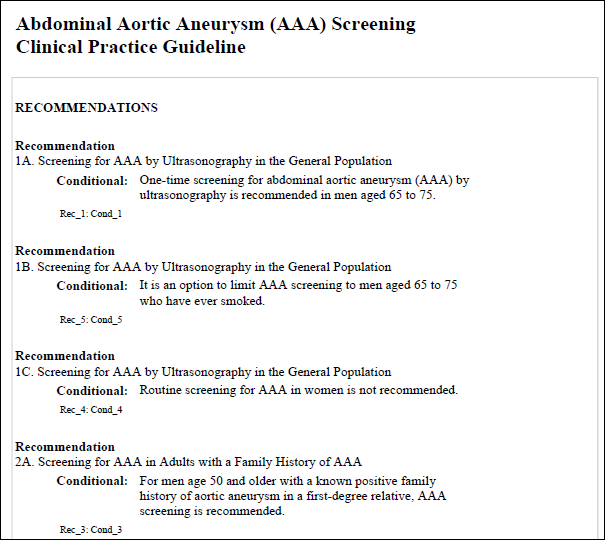 Abdominal Aortic Aneurysm (AAA) Screening
Clinical Practice Guideline
RECOMMENDATIONS
Recommendation
1A. Screening for AAA by Ultrasonography in the General Population
Conditional: One-time screening for abdominal aortic aneurysm (AAA) by
ultrasonography is recommended in men aged 65 to 75.
Rec_1: Cond_1
Recommendation
1B. Screening for AAA by Ultrasonography in the General Population
Conditional: It is an option to limit AAA screening to men aged 65 to 75
who have ever smoked.
Rec_5: Cond_5
Recommendation
1C. Screening for AAA by Ultrasonography in the General Population
Conditional: Routine screening for AAA in women is not recommended.
Rec_4: Cond_4
Recommendation
2A. Screening for AAA in Adults with a Family History of AAA
Conditional: For men age 50 and older with a known positive family
history of aortic aneurysm in a first-degree relative, AAA
screening is recommended.
Rec_3: Cond_3